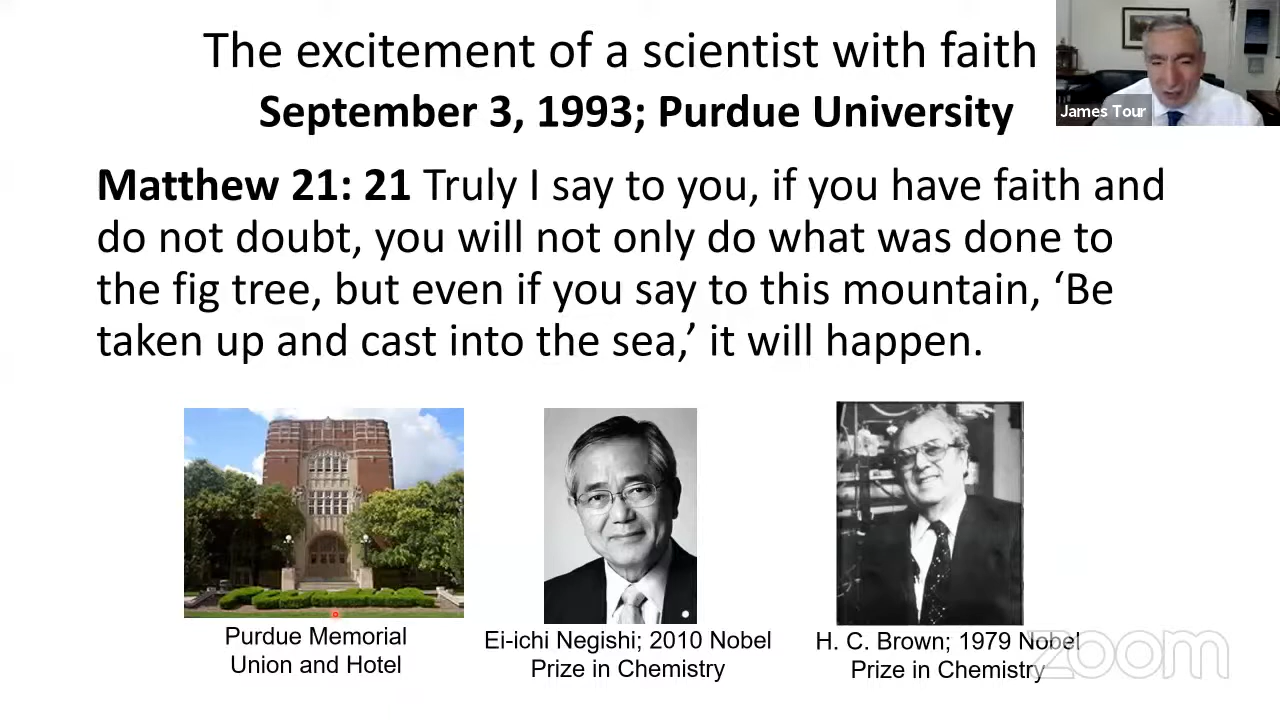 The excitement of a scientist with faith
September 3, 1993; Purdue University
James Tour
Matthew 21: 21 Truly I say to you, if you have faith and
do not doubt, you will not only do what was done to
the fig tree, but even if you say to this mountain, ‘Be
taken up and cast into the sea,’ it will happen.
Purdue Memorial
Union and Hotel
Ei-ichi Negishi; 2010 Nobel
Prize in Chemistry
H. C. Brown; 1979 Nobel
Prize in Chemistry
zoom